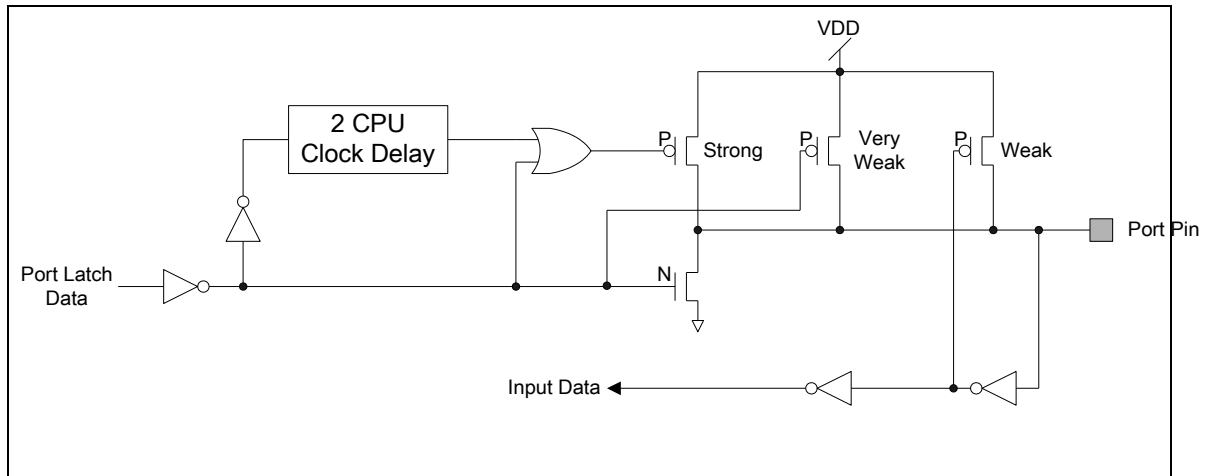 VDD
2 CPU
Clock Delay
P
Strong
P
Very
Weak
P
Weak
Port Pin
N
Port Latch
Data
Input Data